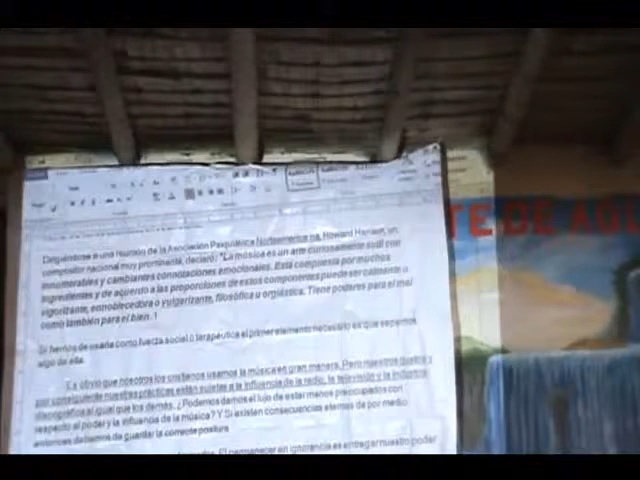 TE DE AGU
Dirigiéndose a una reunión de la Asociación Psiquiátrica Norteamericana, Howard Hanson, un
compositor nacional muy prominente, declaró: "La música es un arte curiosamente sutil con
innumerables y cambiantes connotaciones emocionales. Esta compuesta por muchos
ingredientes y de acuerdo a las proporciones de estos componentes puede ser calmante o
vigorizante, ennoblecedora o vulgarizante, filosófica u orgiástica. Tiene poderes para el mal
como también para el bien. 1
Si hemos de usarla como fuerza social o terapéutica el primer elemento necesario es que sepamos
algo de ella.
Es obvio que nosotros los cristianos usamos la música en gran manera. Pero nuestros gustos y
por consiguiente nuestras prácticas están sujetas a la influencia de la radio, la televisión y la industria
discográfica al igual que los demás. ¿Podemos darnos el lujo de estar menos preocupados con
respecto al poder y la influencia de la música? Y Si existen consecuencias eternas de por medio
entonces debemos de guardar la correcta postura
El permanecer en ignorancia es entregar nuestro poder